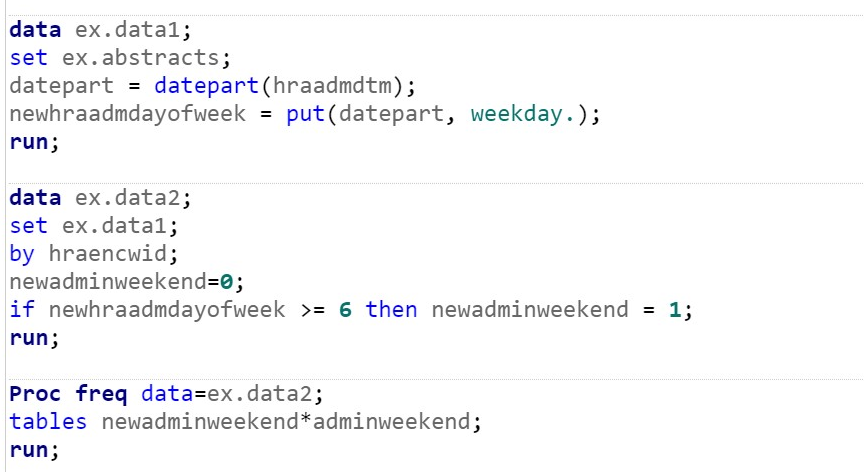 data ex.data1;
set ex.abstracts;
datepart = datepart(hraadmdtm);
newhraadmdayofweek = put(datepart, weekday.);
run;
data ex.data2;
set ex.data1;
by hraencwid;
newadminweekend=0;
if newhraadmdayofweek >= 6 then newadminweekend = 1;
run;
Proc freq data=ex.data2;
tables newadminweekend*adminweekend;
run;